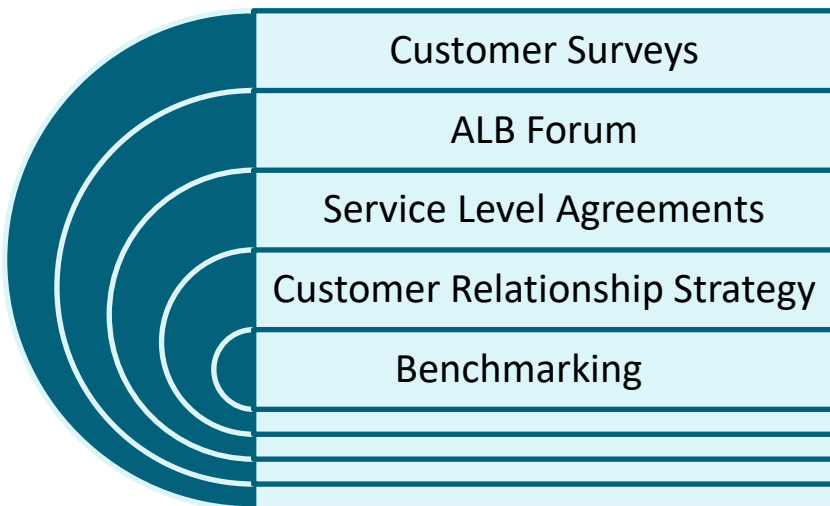 Customer Surveys
ALB Forum
Service Level Agreements
Customer Relationship Strategy
Benchmarking